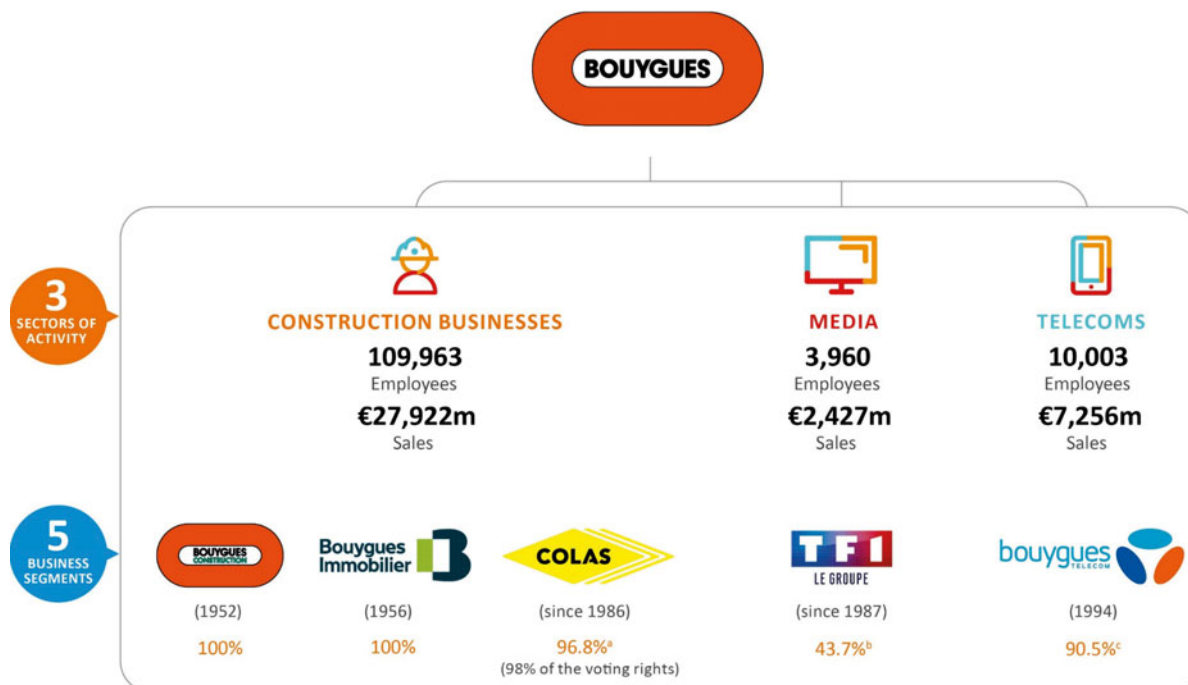 BOUYGUES
3
SECTORS OF
ACTIVITY
CONSTRUCTION BUSINESSES
109,963
Employees
€27,922m
Sales
MEDIA
3,960
Employees
€2,427m
Sales
TELECOMS
10,003
Employees
€7,256m
Sales
5
BUSINESS
SEGMENTS
BOUYGUES
CONSTRUCTION
(1952)
100%
Bouygues
Immobilier
(1956)
100%
COLAS
(since 1986)
96.8%ᵃ
(98% of the voting rights)
TF1
LE GROUPE
(since 1987)
43.7%ᵇ
bouygues
TELECOM
(1994)
90.5%ᶜ